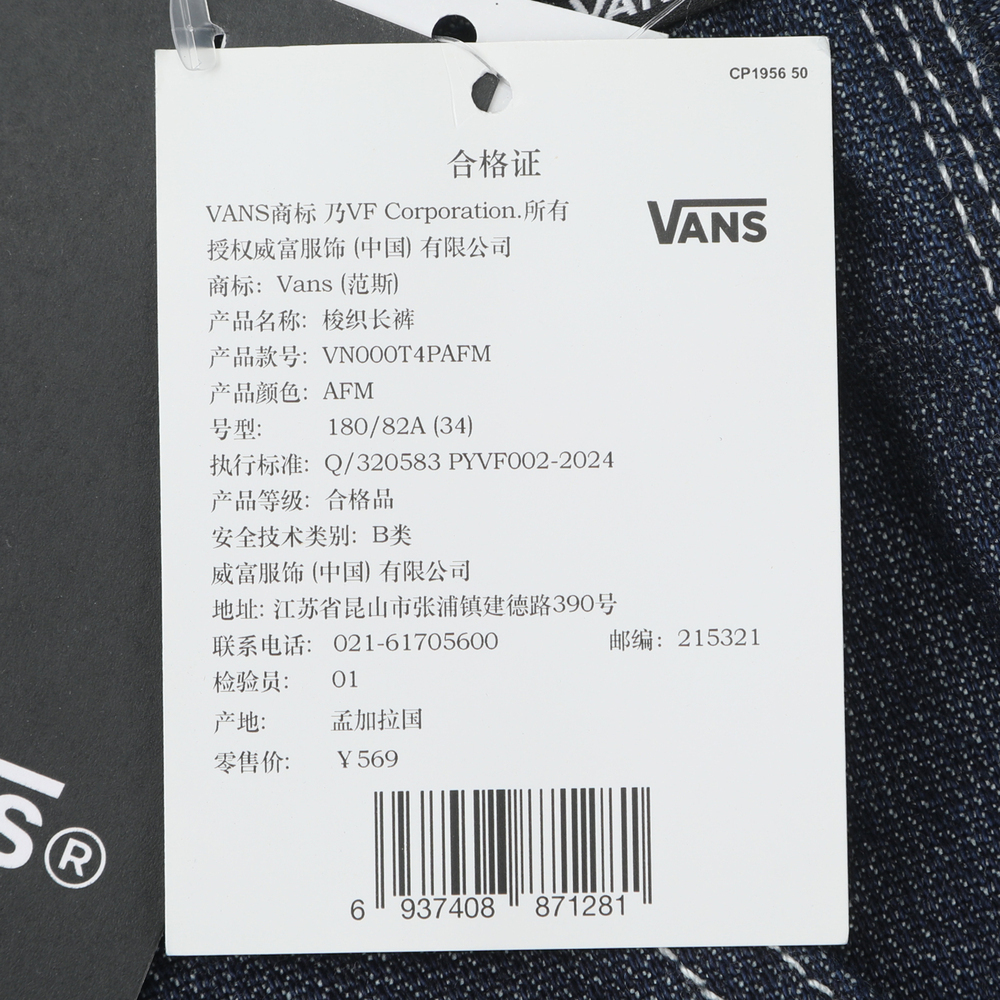 VANS
CP1956 50
合格证
VANS商标 乃VF Corporation.所有
VANS
授权威富服饰 (中国) 有限公司
商标: Vans (范斯)
产品名称: 梭织长裤
产品款号: VN000T4PAFM
产品颜色: AFM
号型: 180/82A (34)
执行标准: Q/320583 PYVF002-2024
产品等级: 合格品
安全技术类别: B类
威富服饰 (中国) 有限公司
地址: 江苏省昆山市张浦镇建德路390号
联系电话: 021-61705600 邮编: 215321
检验员: 01
产地: 孟加拉国
零售价: ¥569
S®
6 937408 871281